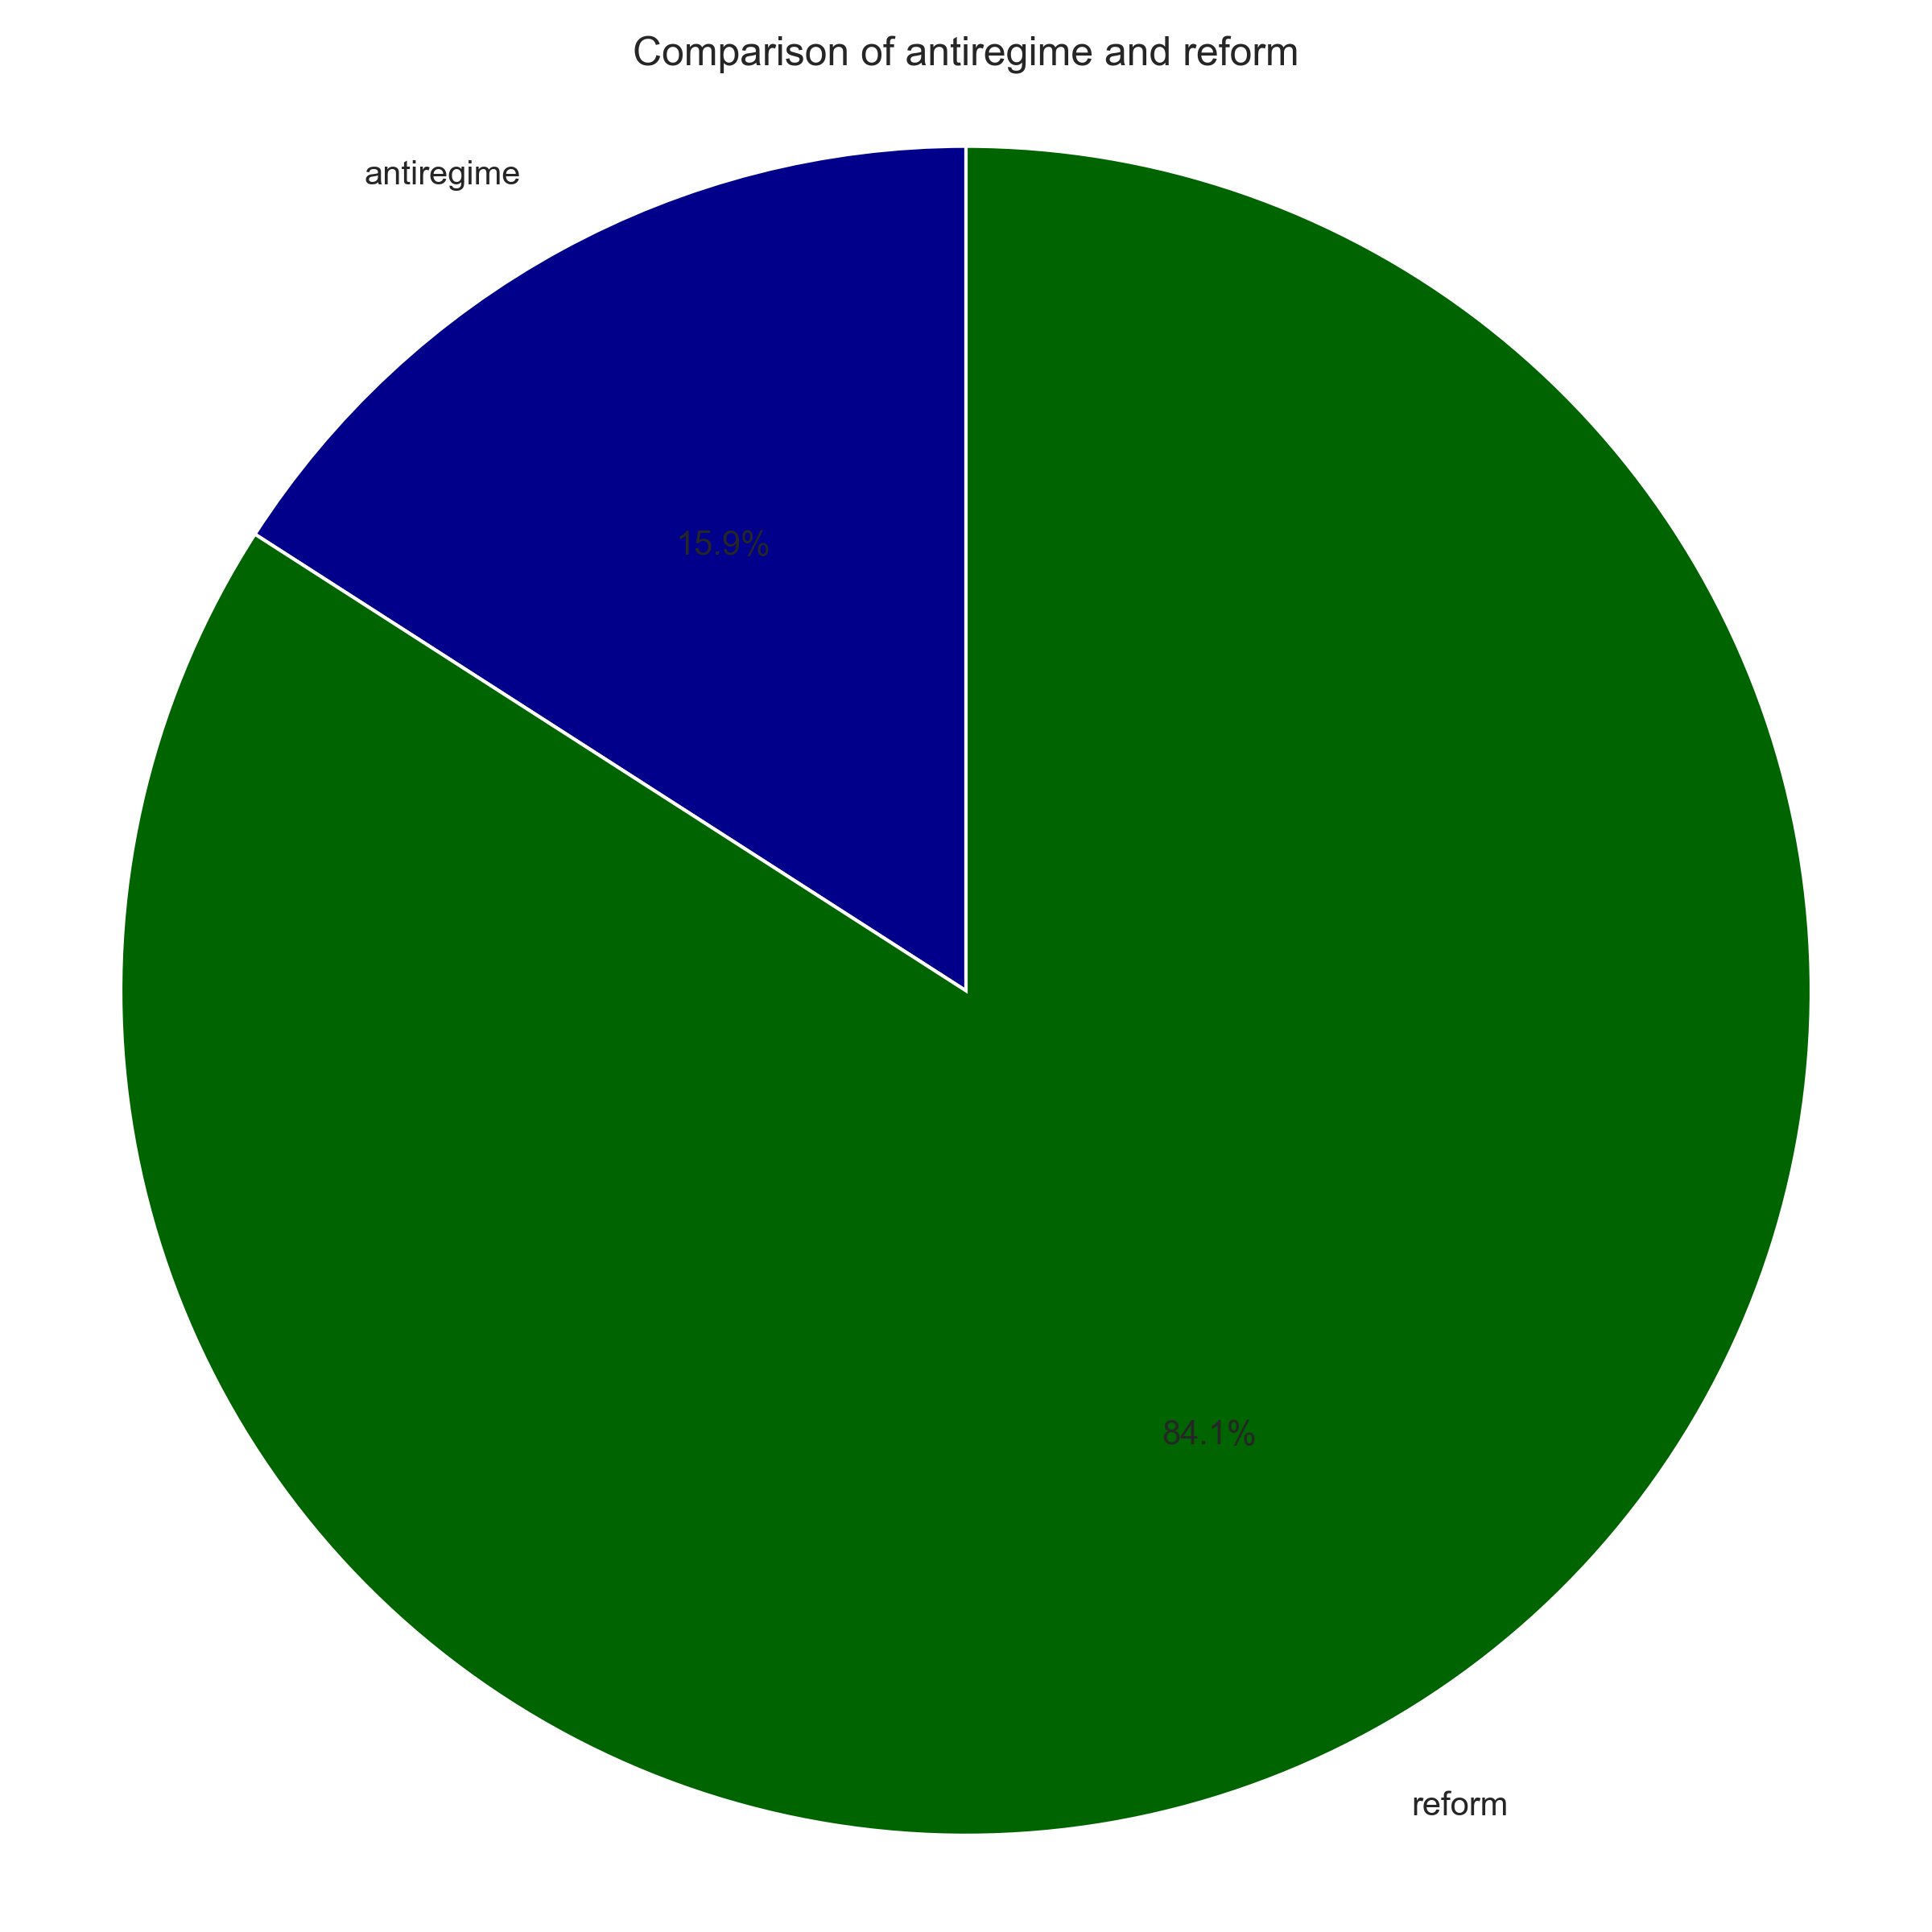 Comparison of antiregime and reform
antiregime
15.9%
84.1%
reform